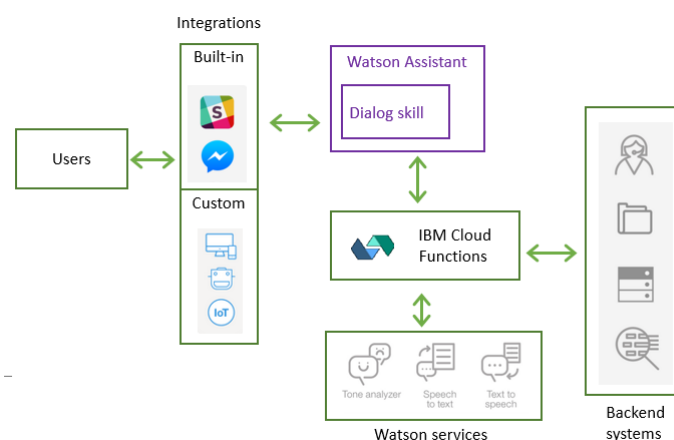 Integrations
Built-in
S
Users
Custom
IoT
Watson Assistant
Dialog skill
IBM Cloud
Functions
Tone analyzer
Speech
to text
Text to
speech
Watson services
Backend
systems